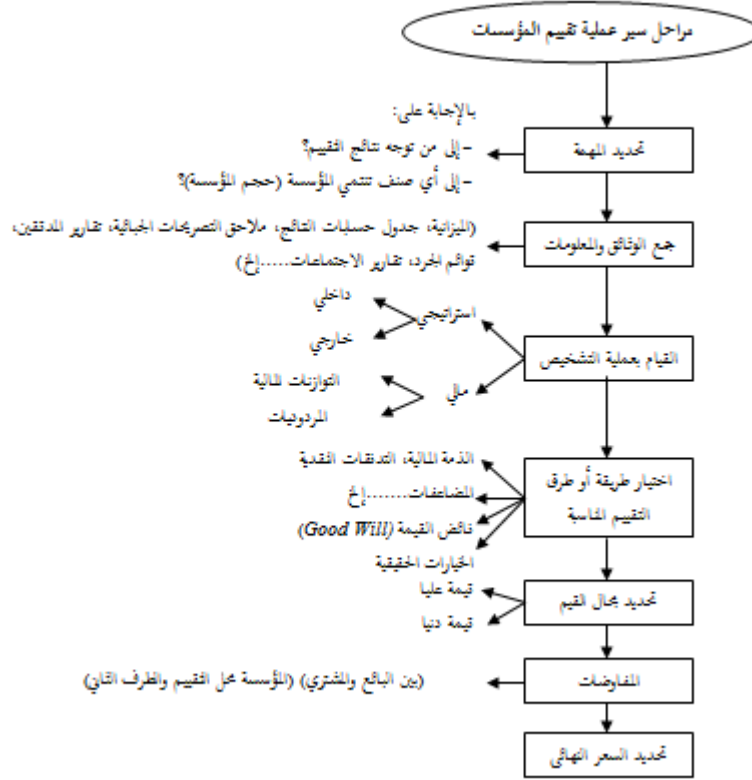 مراحل سير عملية تقييم المؤسسات
بالإجابة على:
تحديد المهمة
- إلى من توجه نتائج التقييم؟
- إلى أي صنف تنتمي المؤسسة (حجم المؤسسة)؟
جمع الوثائق والمعلومات
(الميزانية، جدول حسابات النتائج، ملاحق التصريحات الجبائية، تقارير المدققين،
قوائم الجرد، تقارير الاجتماعات.....إلخ)
القيام بعملية التشخيص
استراتيجي
داخلي
خارجي
مالي
التوازنات المالية
المردوديات
اختيار طريقة أو طرق
التقييم المناسبة
الذمة المالية، التدفقات النقدية
المضاعفات.......إلخ
فائض القيمة (Good Will)
الخيارات الحقيقية
تحديد مجال القيم
قيمة عليا
قيمة دنيا
المفاوضات
(بين البائع والمشتري) (المؤسسة محل التقييم والطرف الثاني)
تحديد السعر النهائي